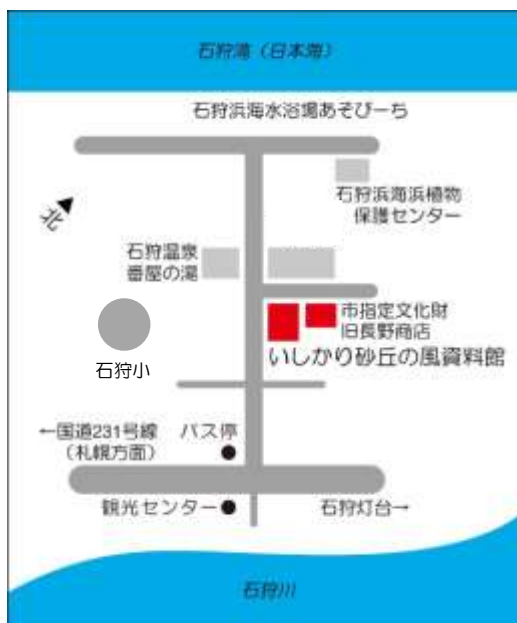 石狩湾（日本海）
石狩浜海水浴場あそびーち
石狩浜海浜植物
保護センター
北
石狩温泉
番屋の湯
市指定文化財
旧長野商店
いしかり砂丘の風資料館
石狩小
←国道231号線
（札幌方面）
バス停
観光センター
石狩灯台→
石狩川